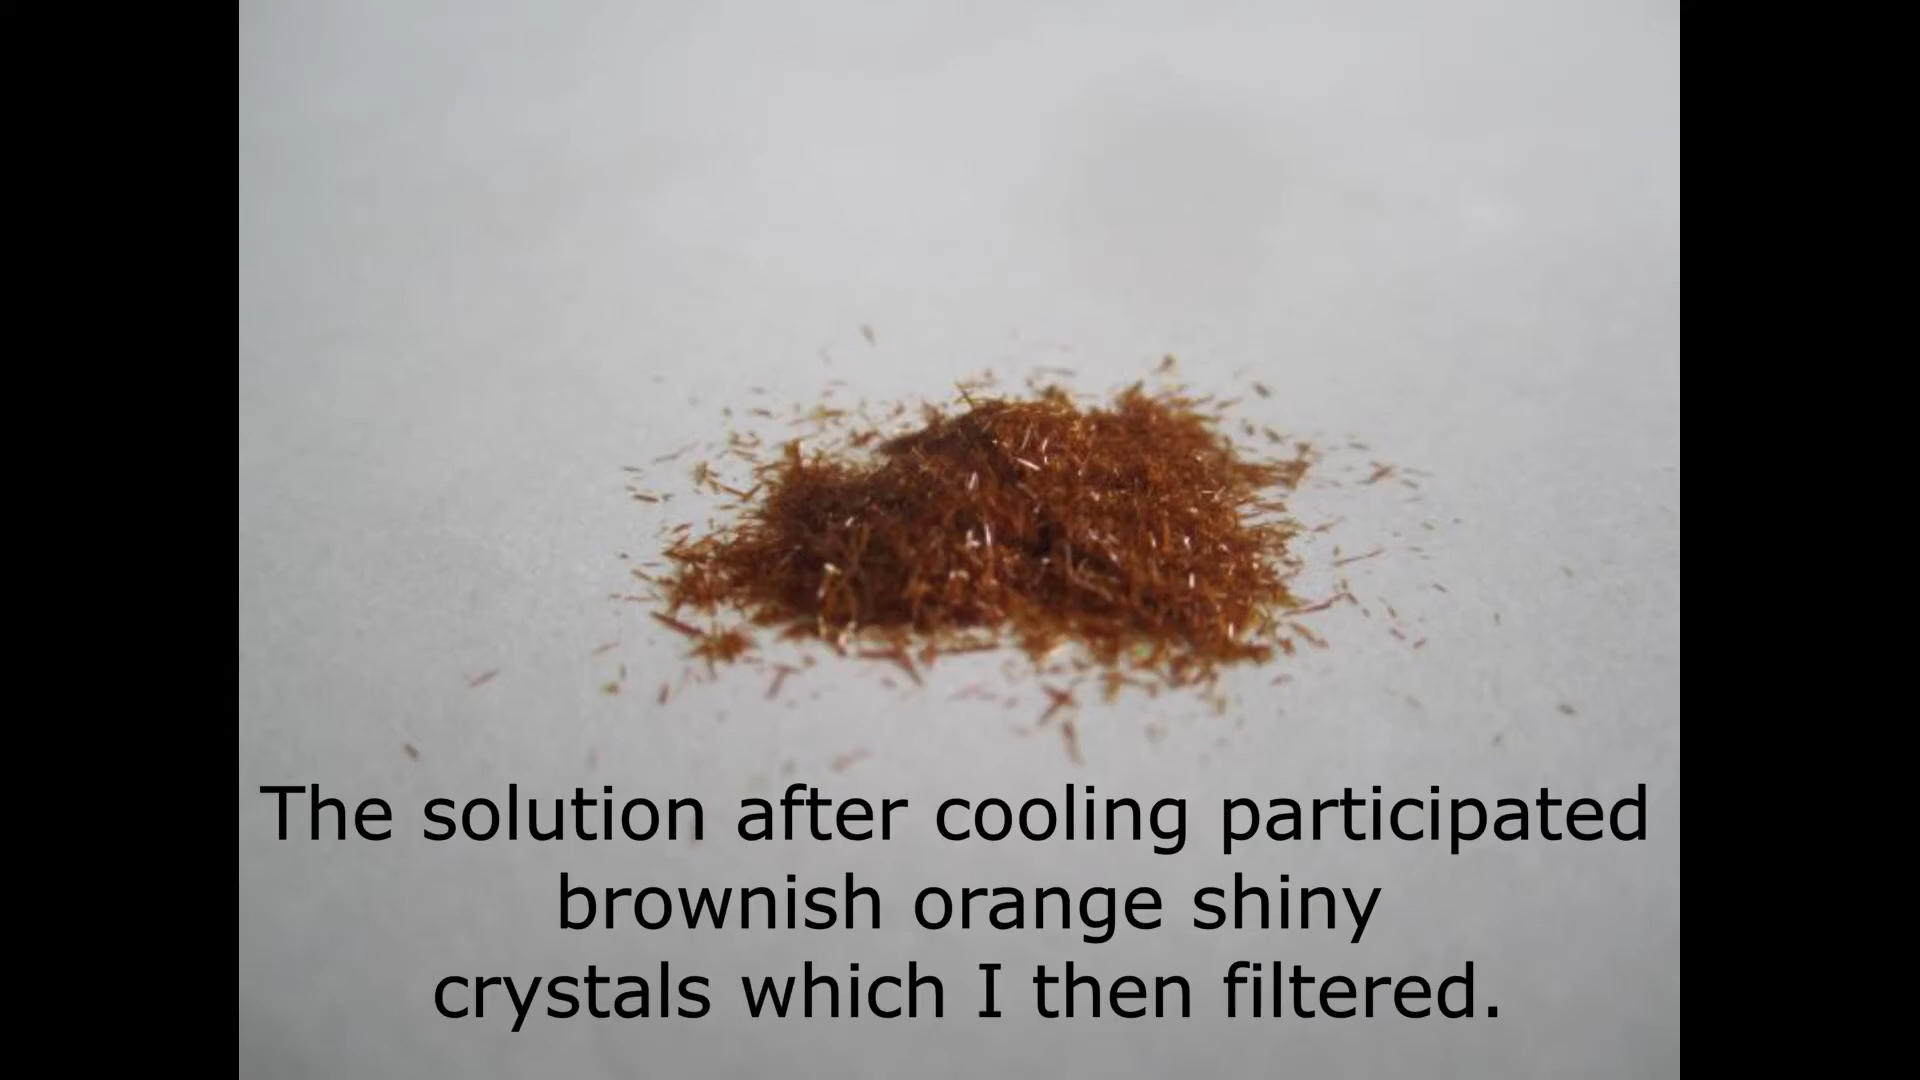 The solution after cooling participated
brownish orange shiny
crystals which I then filtered.